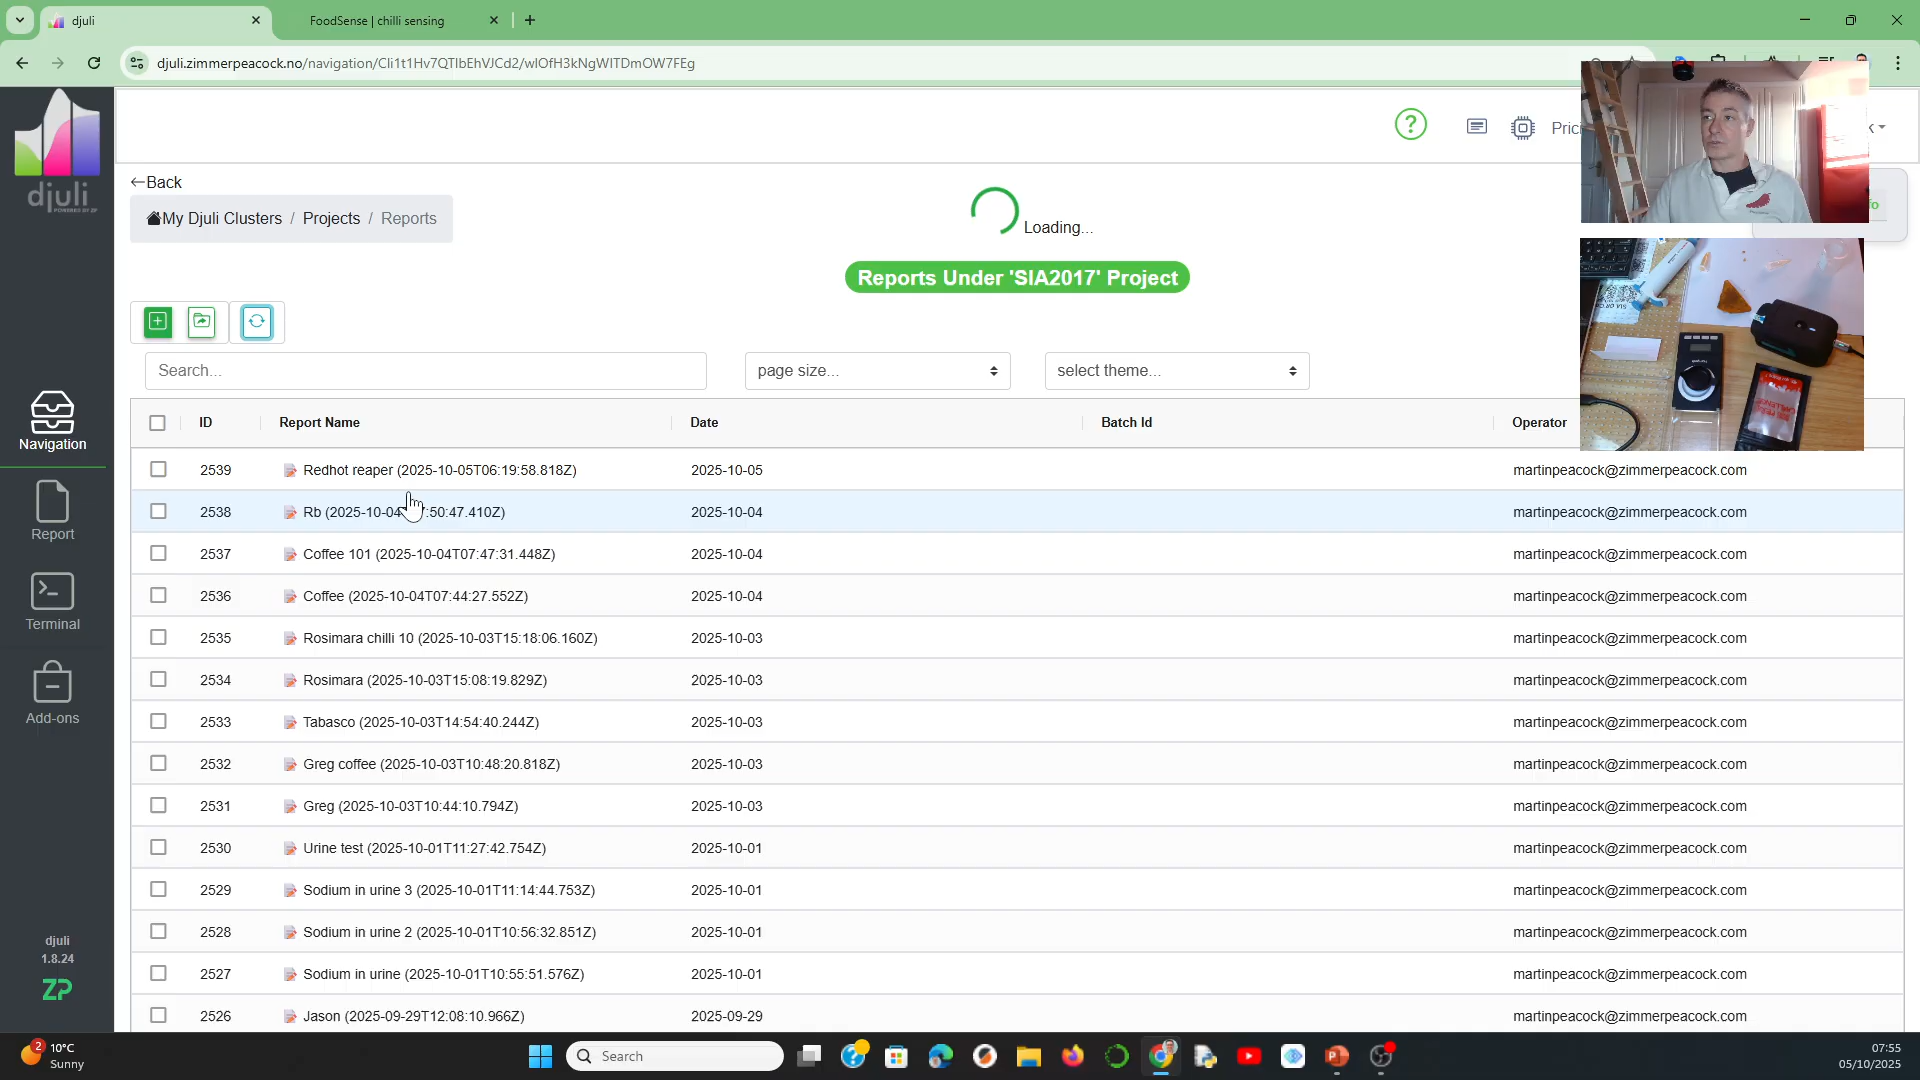 djuli
FoodSense | chilli sensing
djuli.zimmerpeacock.no/navigation/Cli1t1Hv7QTIbEhVJCd2/wIOfH3kNgWITDmOW7FEg
djuli
POWERED BY ZP
←Back
My Djuli Clusters / Projects / Reports
Loading...
Reports Under 'SIA2017' Project
Search...
page size...
select theme...
ID Report Name Date Batch Id Operator
2539 Redhot reaper (2025-10-05T06:19:58.818Z) 2025-10-05 martinpeacock@zimmerpeacock.com
2538 Rb (2025-10-04 :50:47.410Z) 2025-10-04 martinpeacock@zimmerpeacock.com
2537 Coffee 101 (2025-10-04T07:47:31.448Z) 2025-10-04 martinpeacock@zimmerpeacock.com
2536 Coffee (2025-10-04T07:44:27.552Z) 2025-10-04 martinpeacock@zimmerpeacock.com
2535 Rosimara chilli 10 (2025-10-03T15:18:06.160Z) 2025-10-03 martinpeacock@zimmerpeacock.com
2534 Rosimara (2025-10-03T15:08:19.829Z) 2025-10-03 martinpeacock@zimmerpeacock.com
2533 Tabasco (2025-10-03T14:54:40.244Z) 2025-10-03 martinpeacock@zimmerpeacock.com
2532 Greg coffee (2025-10-03T10:48:20.818Z) 2025-10-03 martinpeacock@zimmerpeacock.com
2531 Greg (2025-10-03T10:44:10.794Z) 2025-10-03 martinpeacock@zimmerpeacock.com
2530 Urine test (2025-10-01T11:27:42.754Z) 2025-10-01 martinpeacock@zimmerpeacock.com
2529 Sodium in urine 3 (2025-10-01T11:14:44.753Z) 2025-10-01 martinpeacock@zimmerpeacock.com
2528 Sodium in urine 2 (2025-10-01T10:56:32.851Z) 2025-10-01 martinpeacock@zimmerpeacock.com
2527 Sodium in urine (2025-10-01T10:55:51.576Z) 2025-10-01 martinpeacock@zimmerpeacock.com
2526 Jason (2025-09-29T12:08:10.966Z) 2025-09-29 martinpeacock@zimmerpeacock.com
Navigation
Report
Terminal
Add-ons
djuli
1.8.24
ZP
2
10°C
Sunny
Search
07:55
05/10/2025